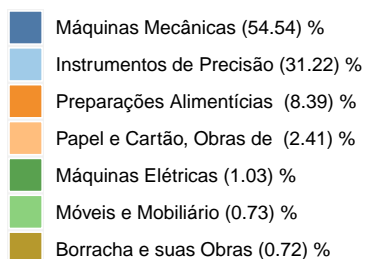 Máquinas Mecânicas (54.54) %
Instrumentos de Precisão (31.22) %
Preparações Alimentícias  (8.39) %
Papel e Cartão, Obras de  (2.41) %
Máquinas Elétricas (1.03) %
Móveis e Mobiliário (0.73) %
Borracha e suas Obras (0.72) %